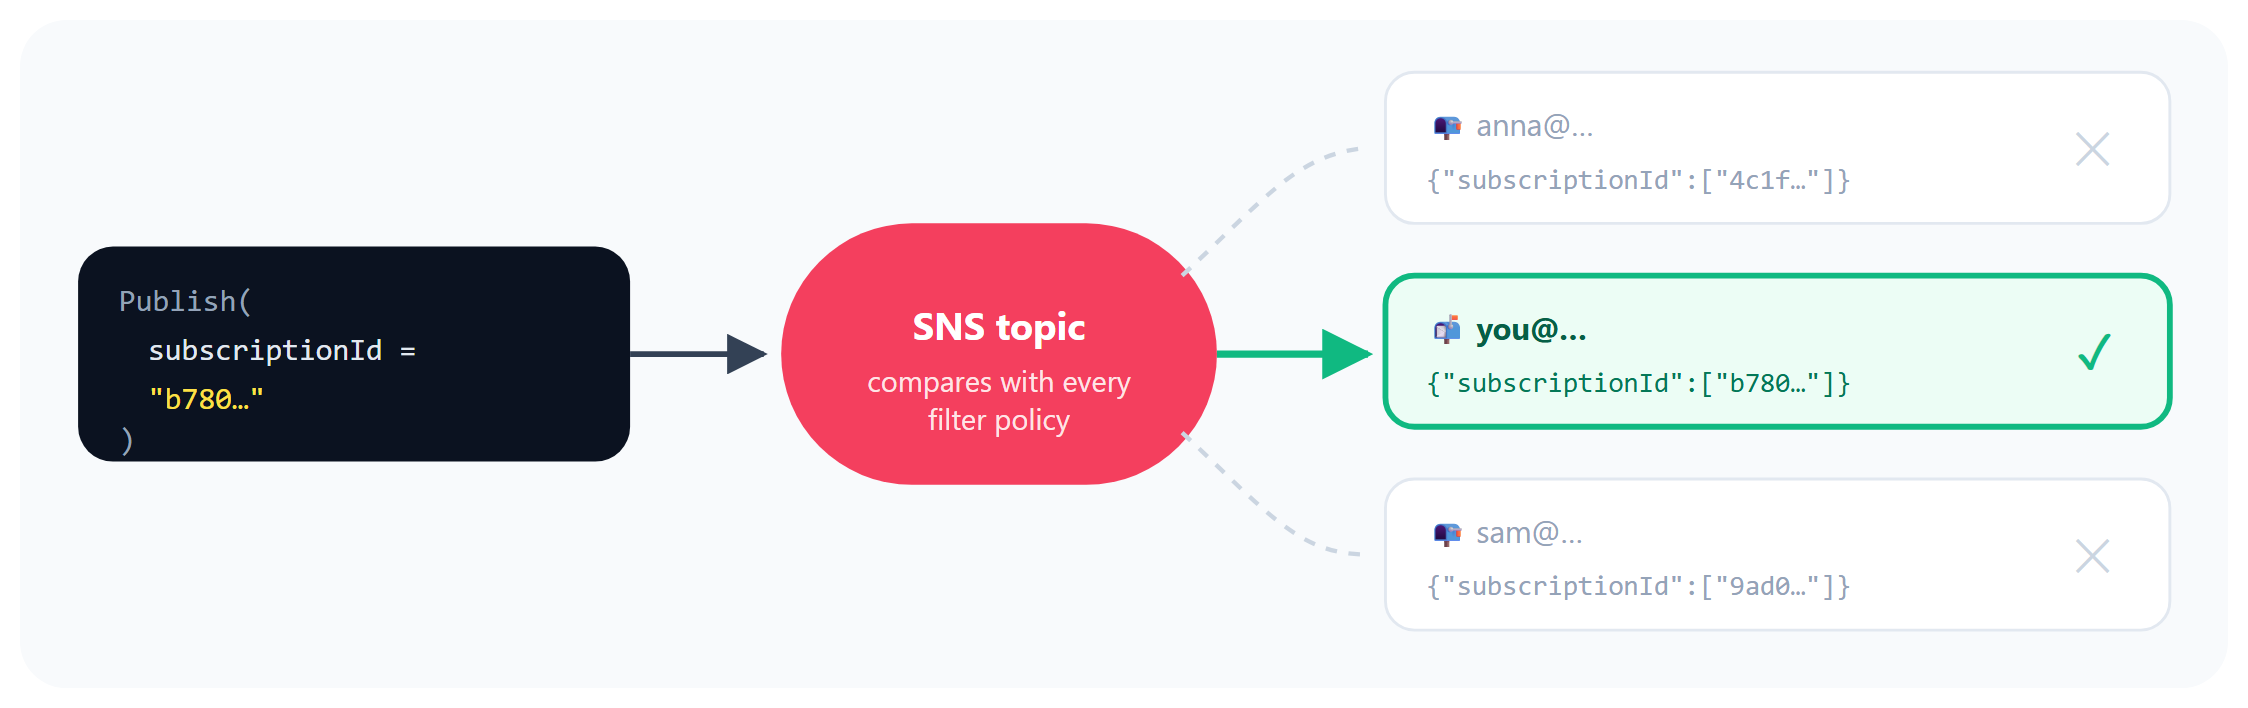 Publish(
subscriptionId =
"b780…"
)
SNS topic
compares with every
filter policy
anna@...
{"subscriptionId":["4c1f…"]}
you@...
{"subscriptionId":["b780…"]}
sam@...
{"subscriptionId":["9ad0…"]}